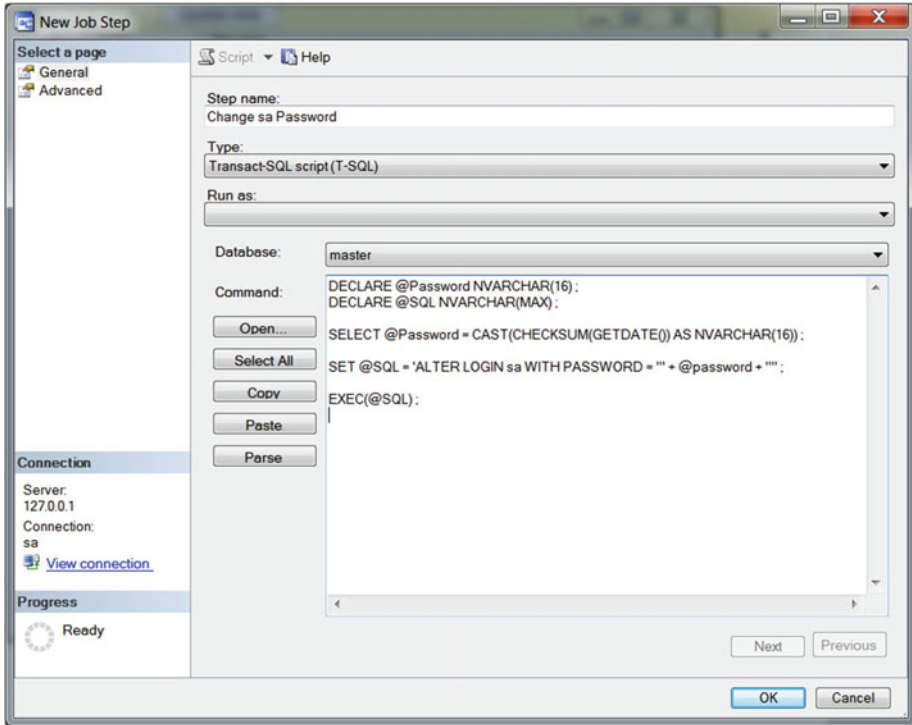 New Job Step
Select a page
General
Advanced
Script
Help
Step name:
Change sa Password
Type:
Transact-SQL script (T-SQL)
Run as:
Database:
master
Command:
Open...
Select All
Copy
Paste
Parse
DECLARE @Password NVARCHAR(16) ;
DECLARE @SQL NVARCHAR(MAX) ;
SELECT @Password = CAST(CHECKSUM(GETDATE()) AS NVARCHAR(16)) ;
SET @SQL = 'ALTER LOGIN sa WITH PASSWORD = ''' + @password + '''' ;
EXEC(@SQL) ;
Connection
Server:
127.0.0.1
Connection:
sa
View connection
Progress
Ready
Next
Previous
OK
Cancel